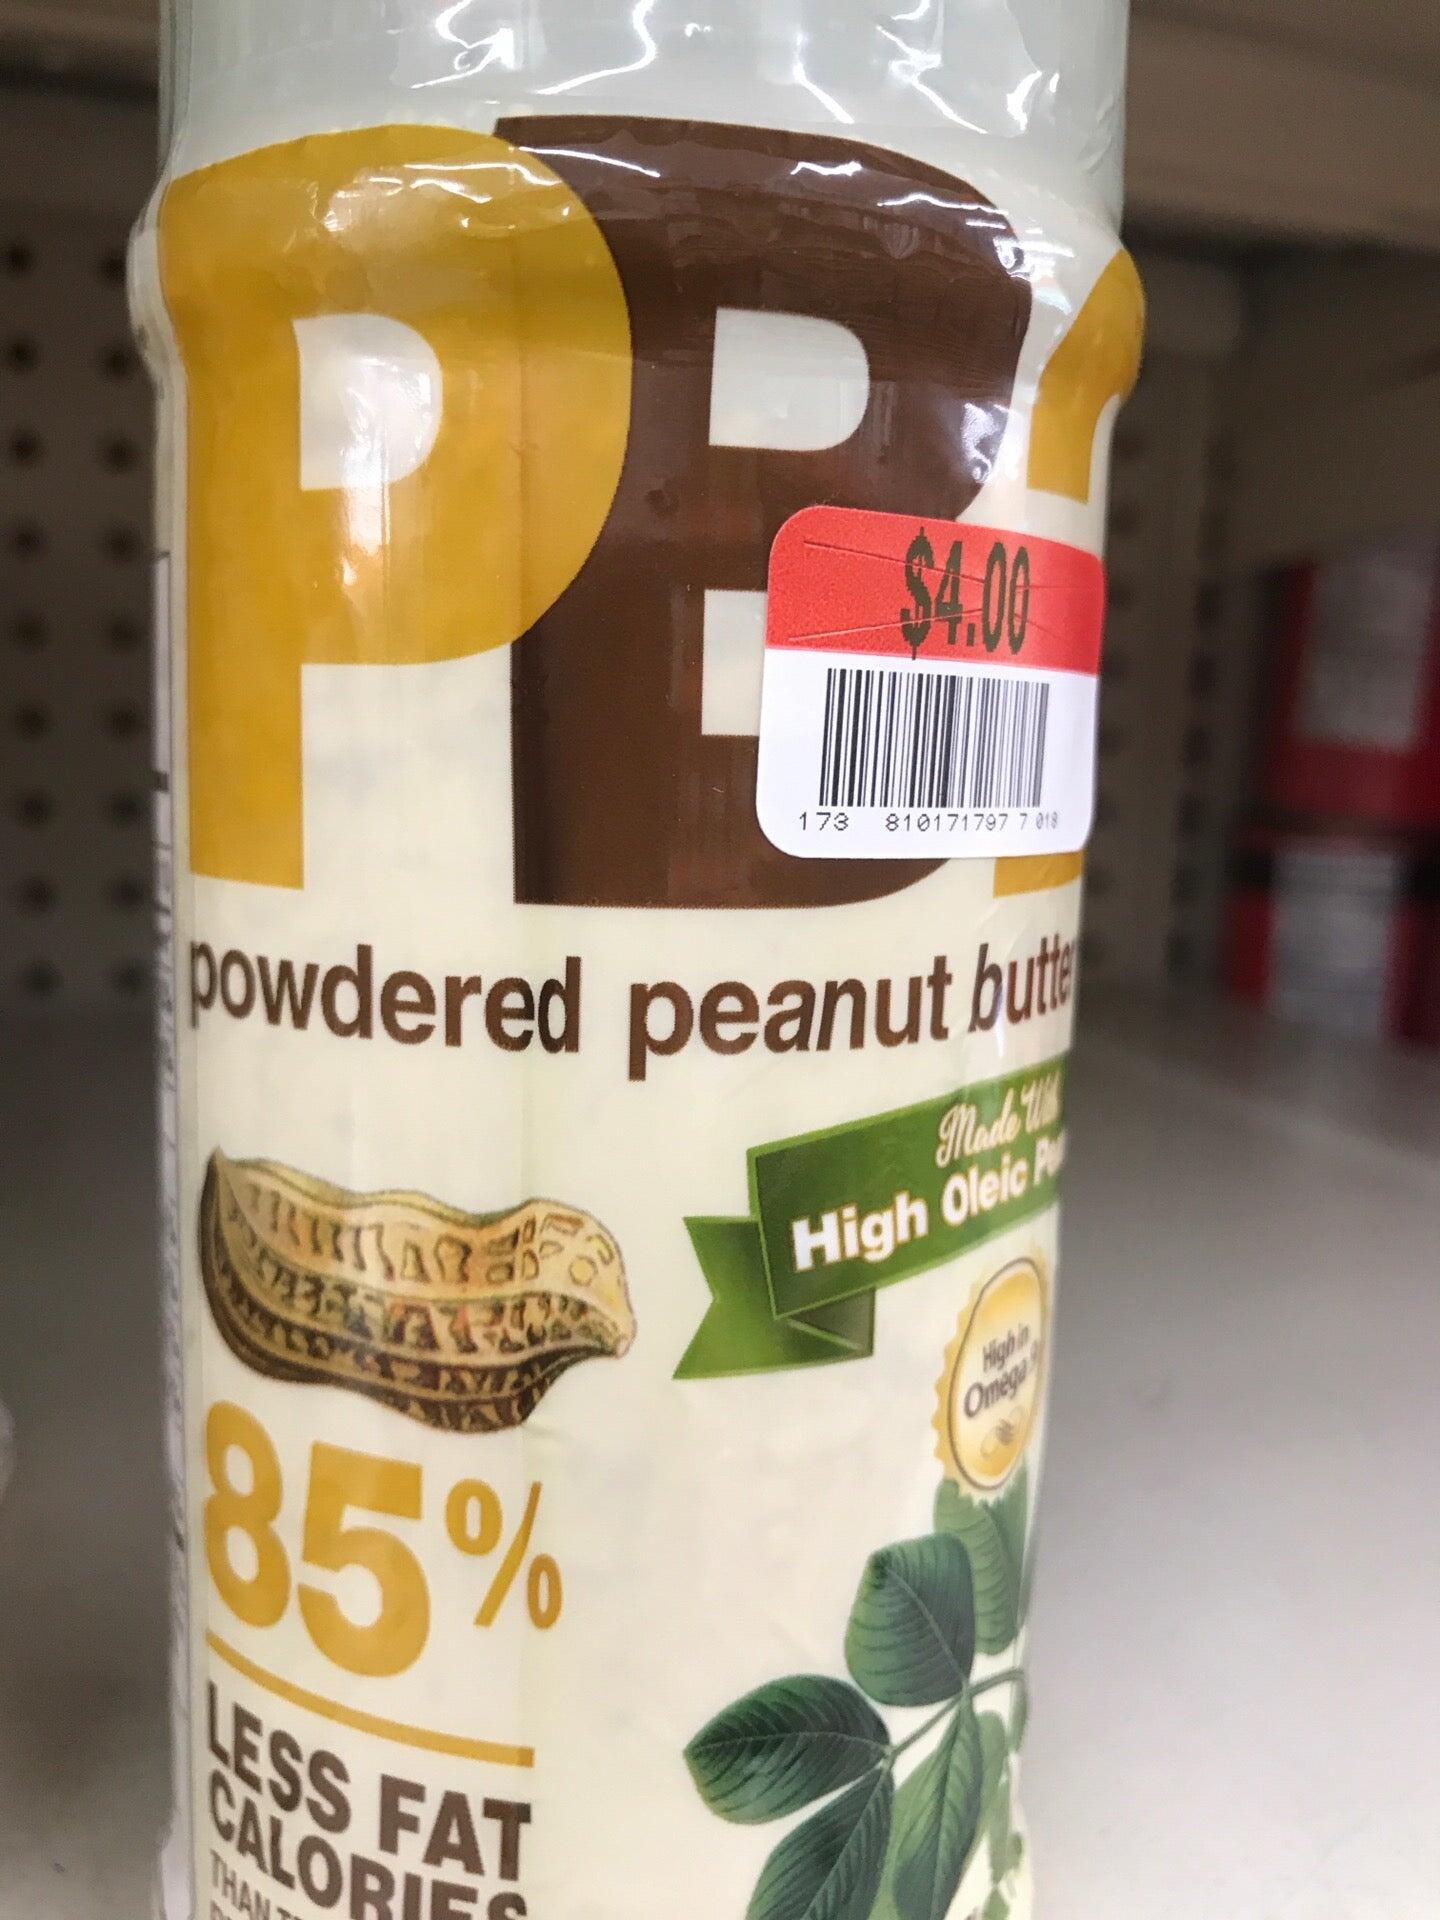 PB
$4.00
173 810171797 7 018
powdered peanut butte
Made With
High Oleic
High in
Omega-9
85%
LESS FAT
CALORIES